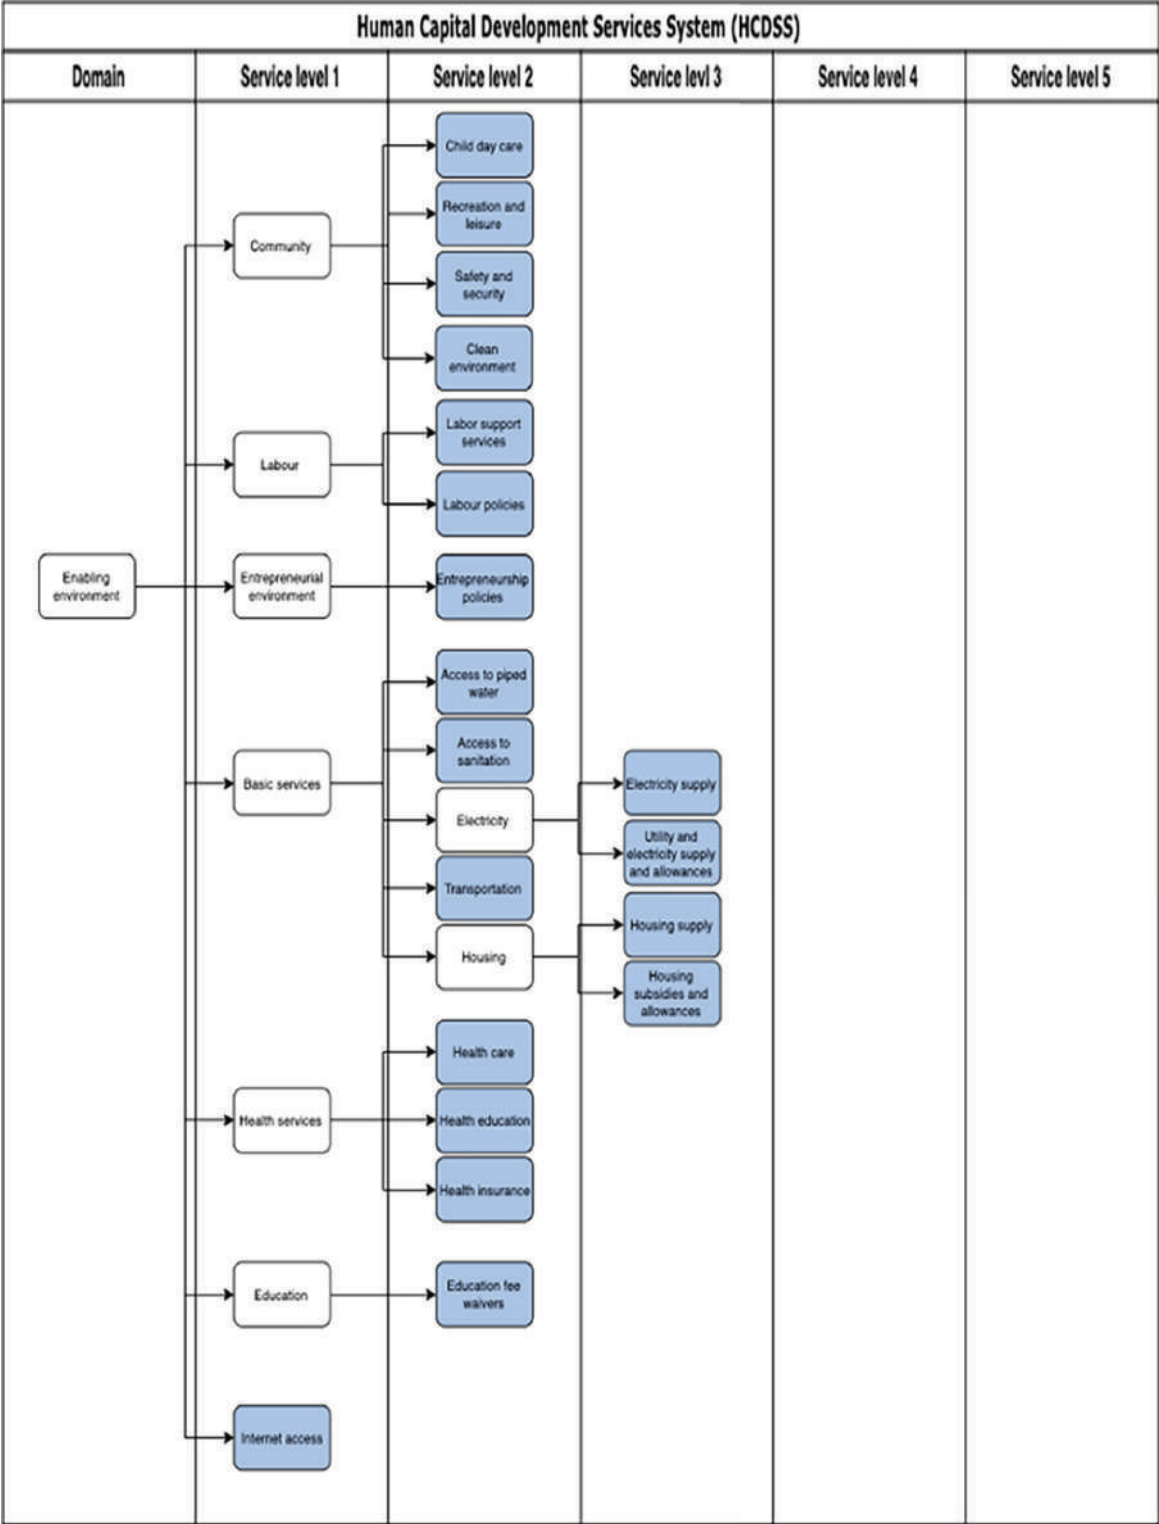 Human Capital Development Services System (HCDSS)
Domain
Service level 1
Service level 2
Service levl 3
Service level 4
Service level 5
Enabling
environment
Community
Child day care
Recreation and
leisure
Safety and
security
Clean
environment
Labour
Labor support
services
Labour policies
Entrepreneurial
environment
Entrepreneurship
policies
Basic services
Access to piped
water
Access to
sanitation
Electricity
Electricity supply
Utility and
electricity supply
and allowances
Transportation
Housing
Housing supply
Housing
subsidies and
allowances
Health services
Health care
Health education
Health insurance
Education
Education fee
waivers
Internet access